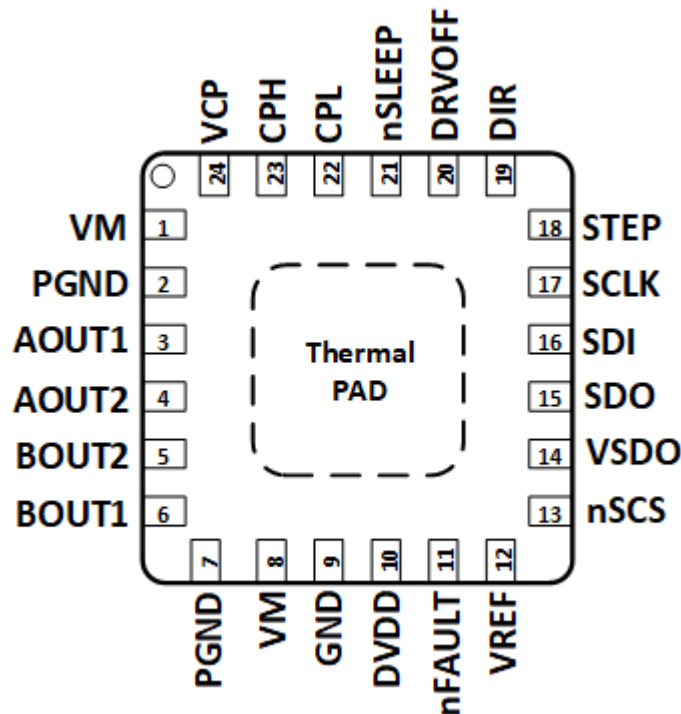 VCP CPH CPL nSLEEP DRVOFF DIR
24 23 22 21 20 19
VM 1 18 STEP
PGND 2 17 SCLK
AOUT1 3 16 SDI
Thermal
PAD
AOUT2 4 15 SDO
BOUT2 5 14 VSDO
BOUT1 6 13 nSCS
7 8 9 10 11 12
PGND VM GND DVDD nFAULT VREF